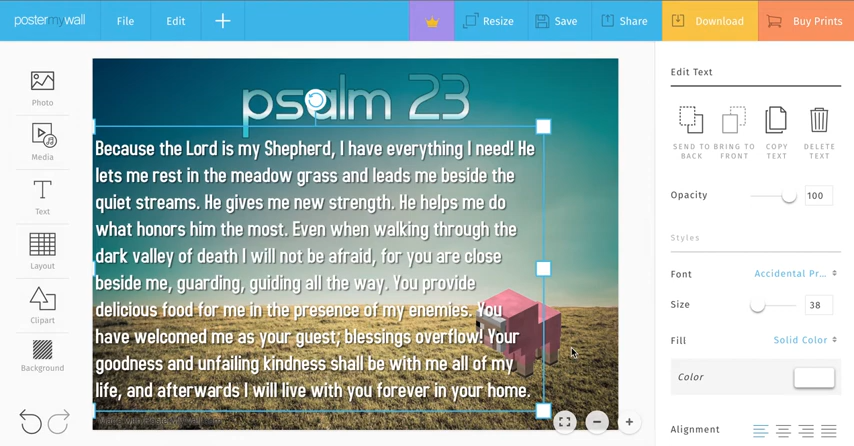 postermywall File Edit Resize Save Share Download Buy Prints
Photo
Media
Text
Layout
Clipart
Background
psalm 23
Because the Lord is my Shepherd, I have everything I need! He
lets me rest in the meadow grass and leads me beside the
quiet streams. He gives me new strength. He helps me do
what honors him the most. Even when walking through the
dark valley of death I will not be afraid, for you are close
beside me, guarding, guiding all the way. You provide
delicious food for me in the presence of my enemies. You
have welcomed me as your guest; blessings overflow! Your
goodness and unfailing kindness shall be with me all of my
life, and afterwards I will live with you forever in your home.
Edit Text
SEND TO BACK
BRING TO FRONT
COPY TEXT
DELETE TEXT
Opacity 100
Styles
Font Accidental Pr...
Size 38
Fill Solid Color
Color
Alignment